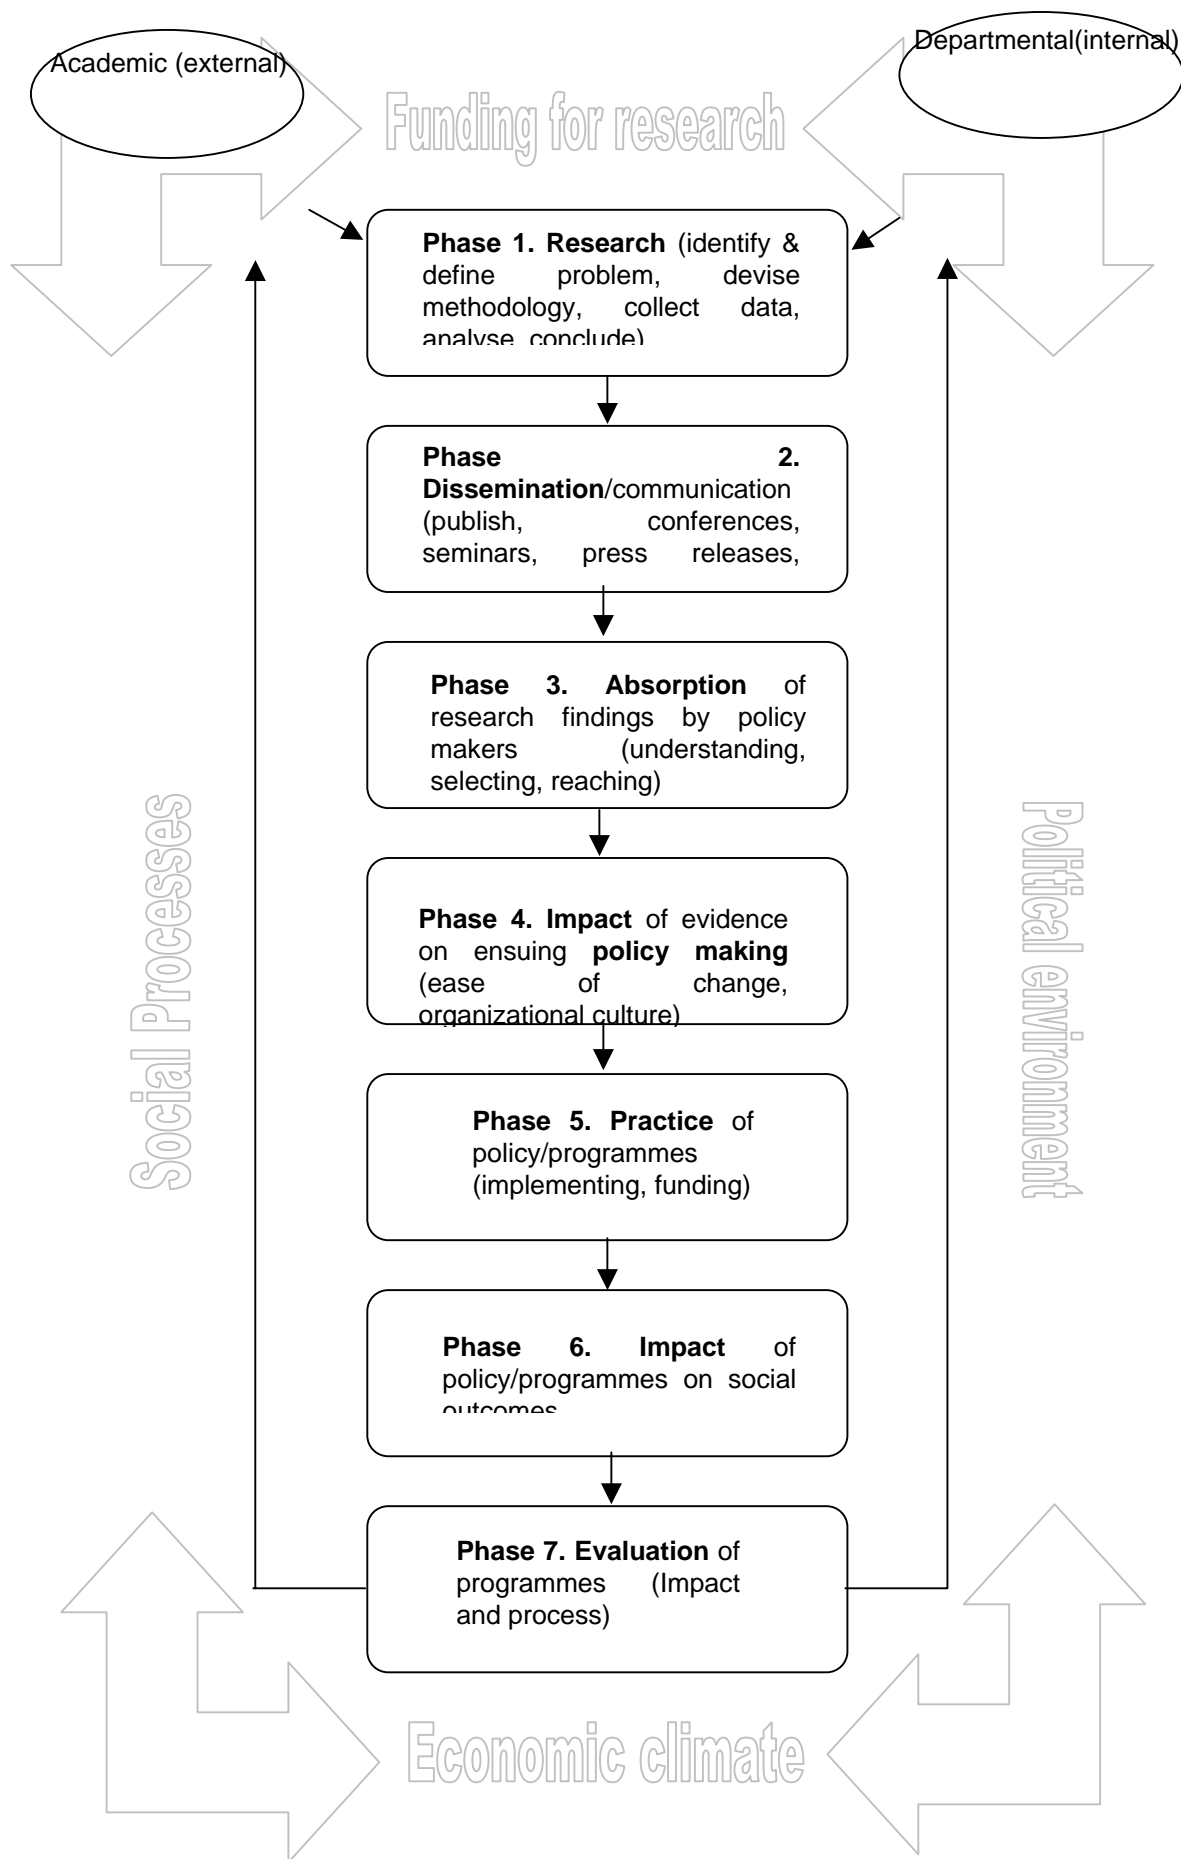 Academic (external)
Departmental(internal)
Funding for research
Phase 1. Research (identify &
define problem, devise
methodology, collect data,
analyse, conclude)
Phase 2.
Dissemination/communication
(publish, conferences,
seminars, press releases,
Phase 3. Absorption of
research findings by policy
makers (understanding,
selecting, reaching)
Social Processes
Political environment
Phase 4. Impact of evidence
on ensuing policy making
(ease of change,
organizational culture)
Phase 5. Practice of
policy/programmes
(implementing, funding)
Phase 6. Impact of
policy/programmes on social
outcomes
Phase 7. Evaluation of
programmes (Impact
and process)
Economic climate